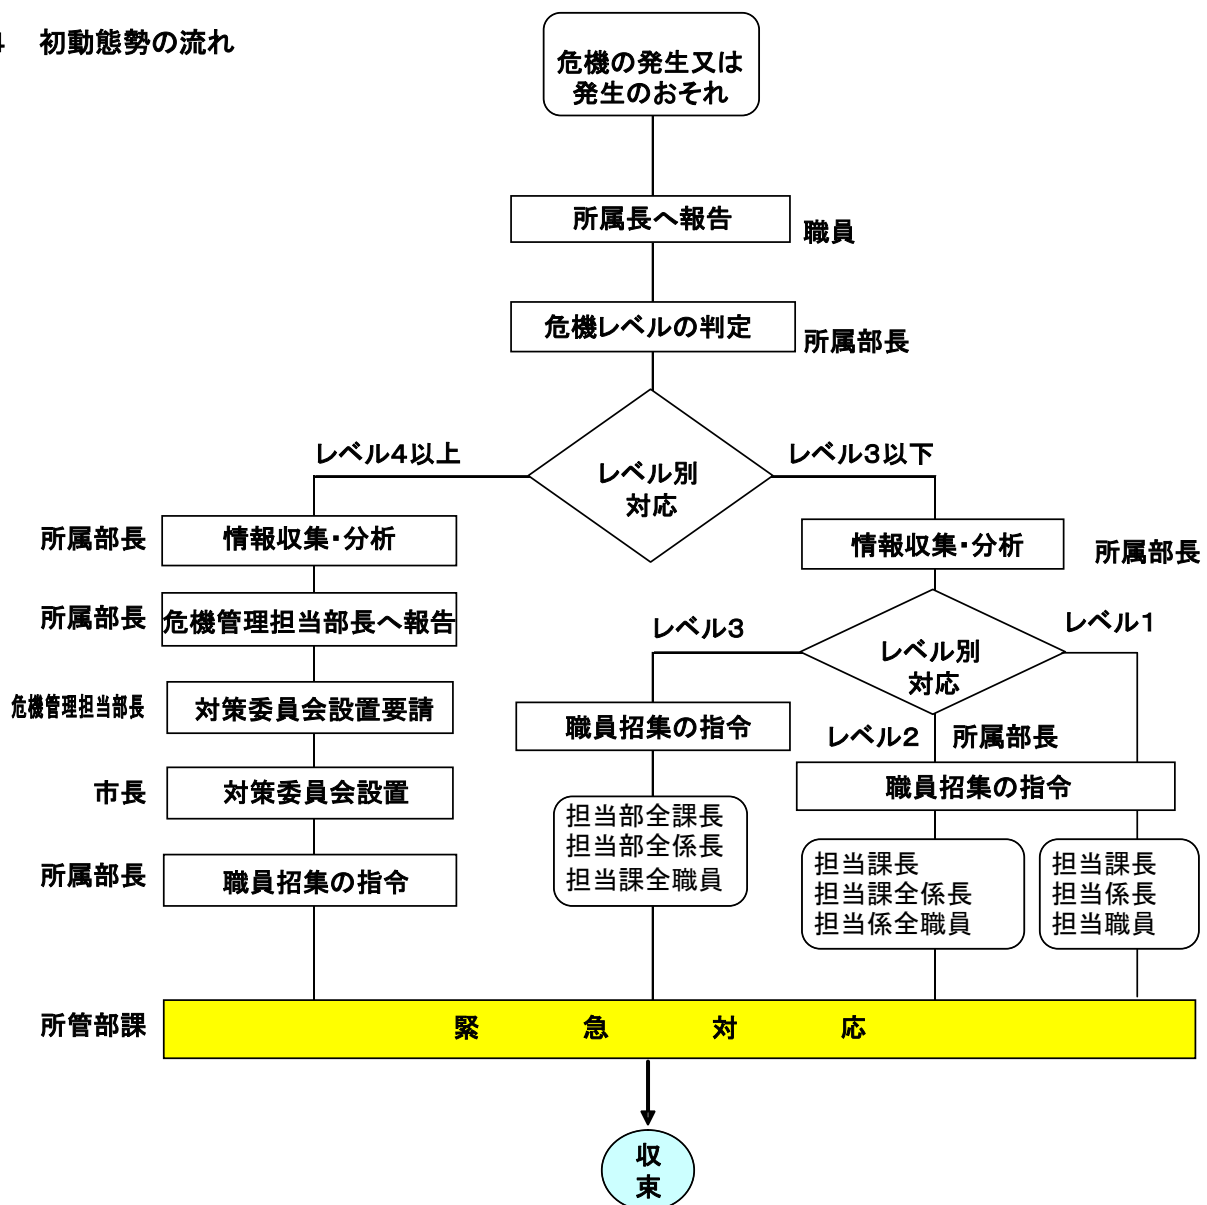 4 初動態勢の流れ
危機の発生又は
発生のおそれ
所属長へ報告
職員
危機レベルの判定
所属部長
レベル4以上
レベル別
対応
レベル3以下
所属部長
情報収集・分析
情報収集・分析
所属部長
所属部長
危機管理担当部長へ報告
レベル3
レベル別
対応
レベル1
危機管理担当部長
対策委員会設置要請
職員招集の指令
レベル2
所属部長
市長
対策委員会設置
職員招集の指令
担当部全課長
担当部全係長
担当課全職員
所属部長
職員招集の指令
担当課長
担当課全係長
担当係全職員
担当課長
担当係長
担当職員
所管部課
緊急対応
収
束